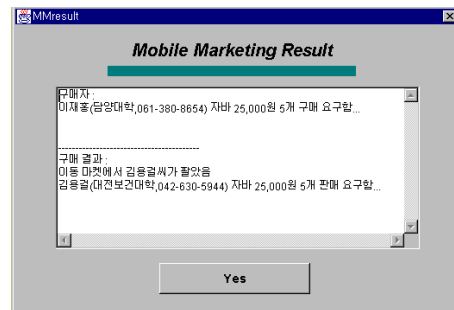 MMresult
Mobile Marketing Result
구매자 :
이재홍(담양대학,061-380-8654) 자바 25,000원 5개 구매 요구함...
----------------------------------------
구매 결과 :
이동 마켓에서 김용걸씨가 팔았음
김용걸(대전보건대학,042-630-5944) 자바 25,000원 5개 판매 요구함...
Yes